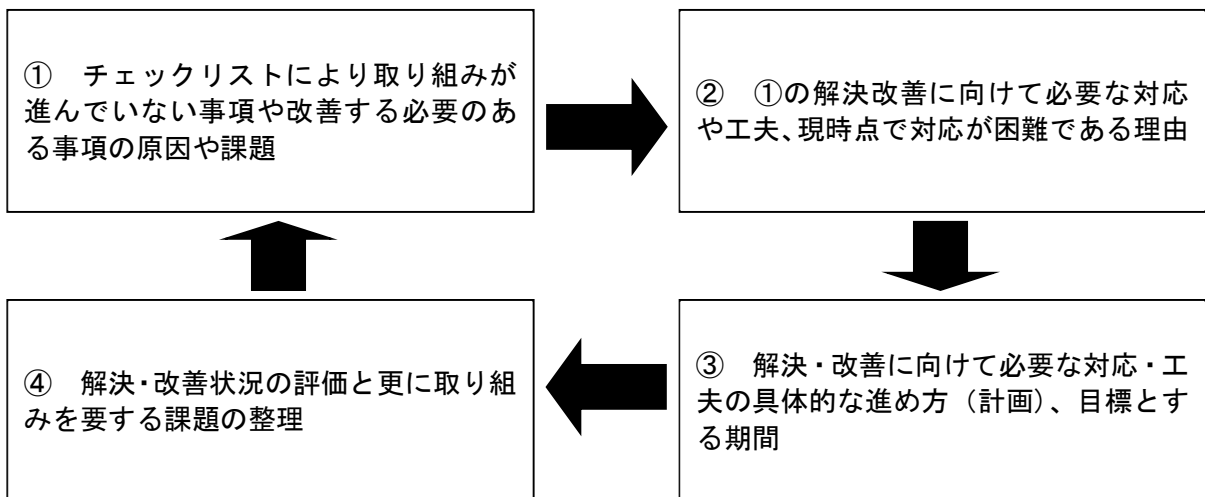 ① チェックリストにより取り組みが
進んでいない事項や改善する必要のあ
る事項の原因や課題
② ①の解決改善に向けて必要な対応
や工夫、現時点で対応が困難である理由
③ 解決・改善に向けて必要な対応・工
夫の具体的な進め方（計画）、目標とす
る期間
④ 解決・改善状況の評価と更に取り組
みを要する課題の整理